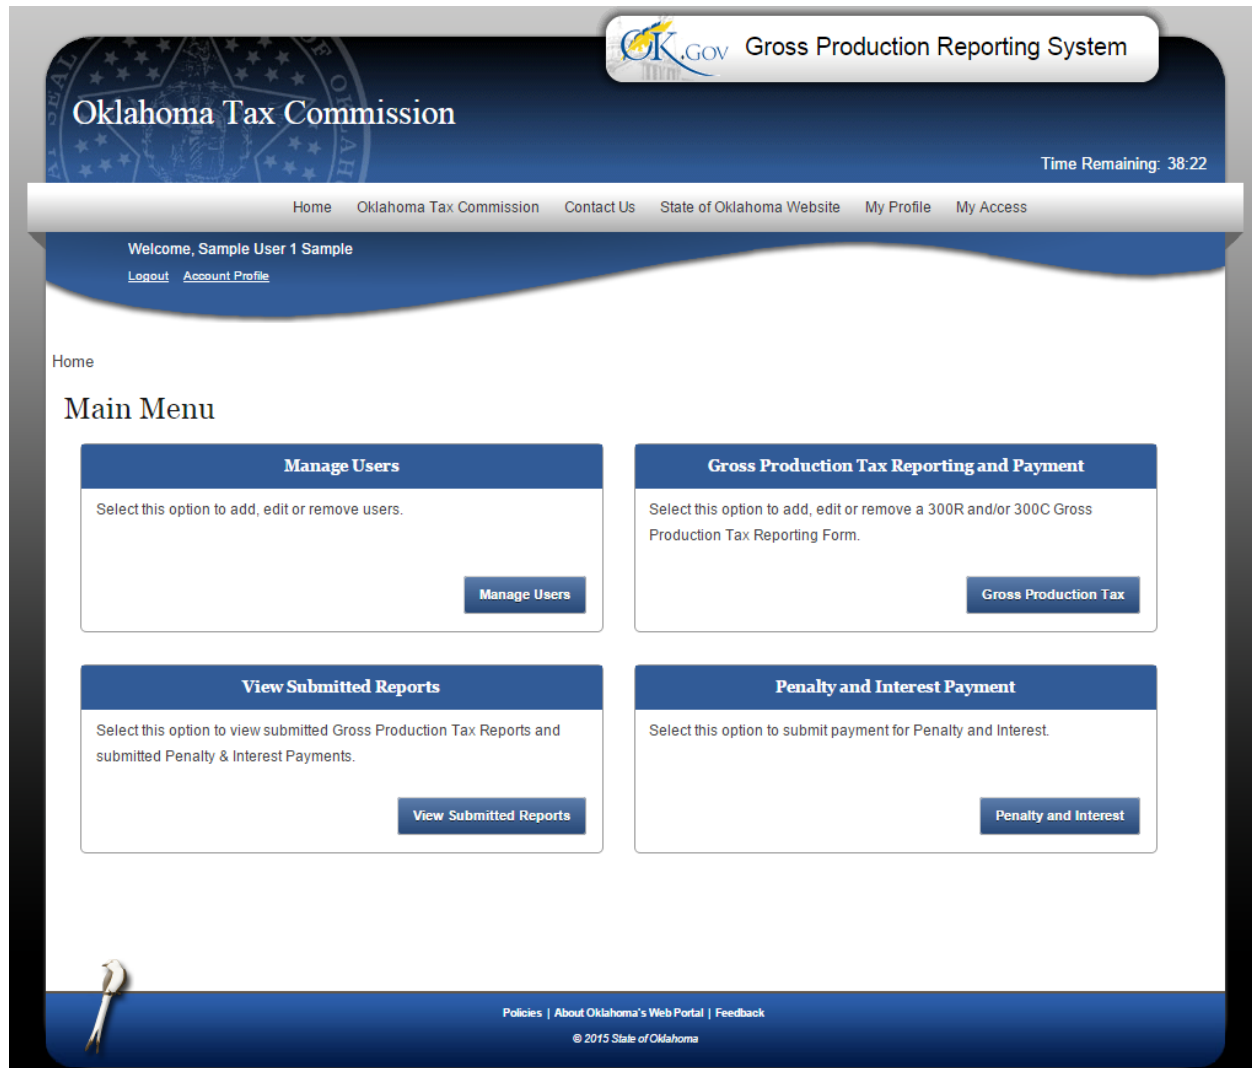 OK.GOV Gross Production Reporting System
Oklahoma Tax Commission
Time Remaining: 38:22
Home Oklahoma Tax Commission Contact Us State of Oklahoma Website My Profile My Access
Welcome, Sample User 1 Sample
Logout Account Profile
Home
Main Menu
Manage Users
Select this option to add, edit or remove users.
Manage Users
Gross Production Tax Reporting and Payment
Select this option to add, edit or remove a 300R and/or 300C Gross
Production Tax Reporting Form.
Gross Production Tax
View Submitted Reports
Select this option to view submitted Gross Production Tax Reports and
submitted Penalty & Interest Payments.
View Submitted Reports
Penalty and Interest Payment
Select this option to submit payment for Penalty and Interest.
Penalty and Interest
Policies | About Oklahoma's Web Portal | Feedback
© 2015 State of Oklahoma